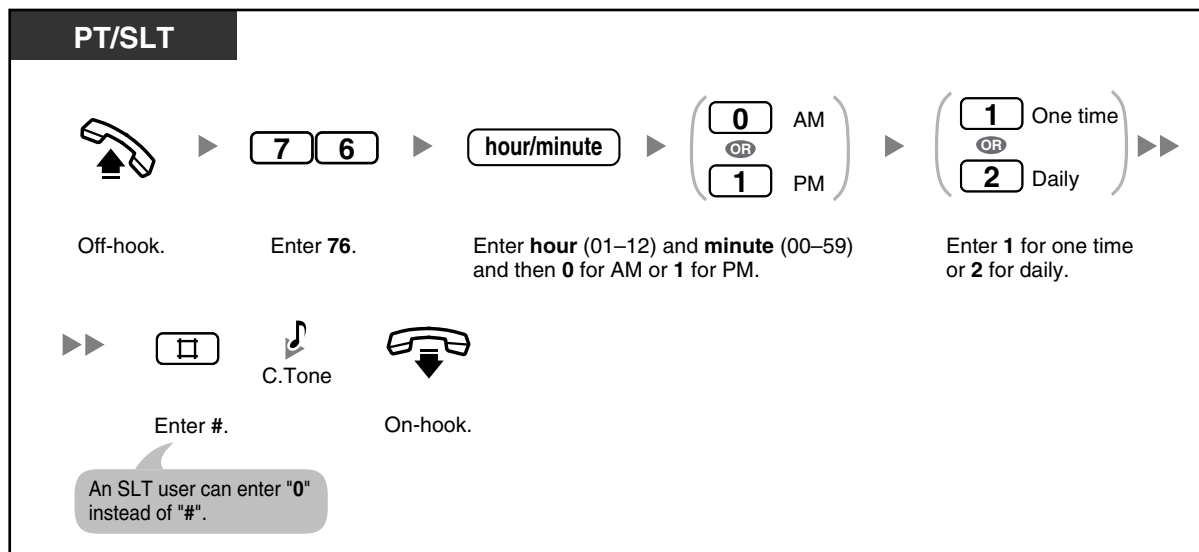 PT/SLT
7 6
hour/minute
0 AM
OR
1 PM
1 One time
OR
2 Daily
Off-hook.
Enter 76.
Enter hour (01–12) and minute (00–59)
and then 0 for AM or 1 for PM.
Enter 1 for one time
or 2 for daily.
#
C.Tone
Enter #.
On-hook.
An SLT user can enter "0"
instead of "#".